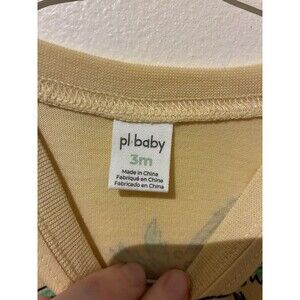 pl·baby
3m
Made in China
Fabriqué en Chine
Fabricado en China